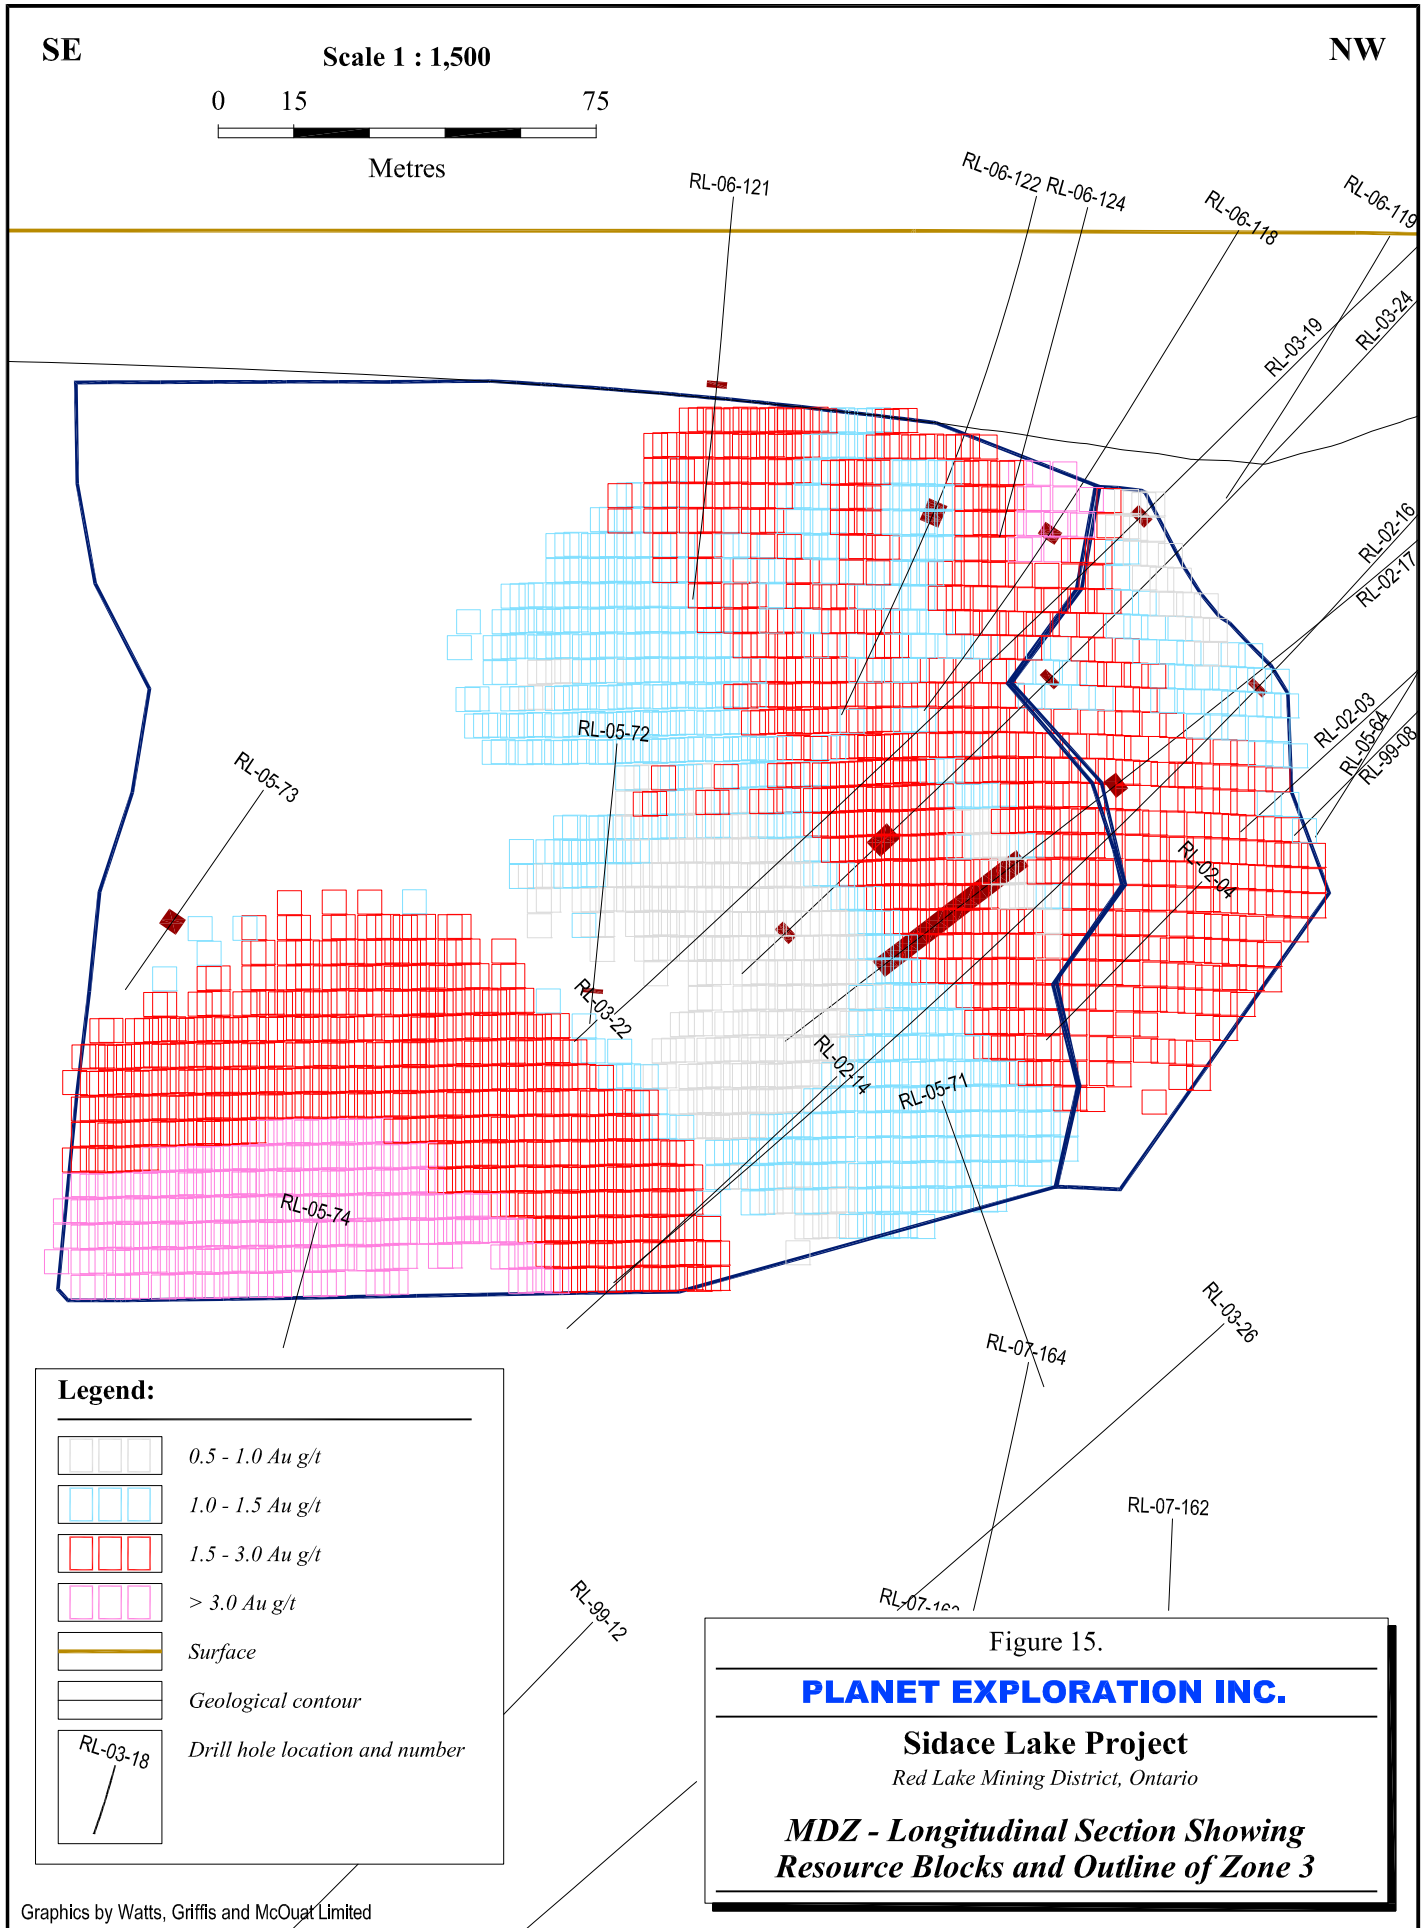 SE
Scale 1 : 1,500
NW
0 15 75
Metres
RL-06-121
RL-06-122
RL-06-124
RL-06-118
RL-06-119
RL-03-19
RL-03-24
RL-02-16
RL-02-17
RL-02-03
RL-05-64
RL-99-08
RL-05-72
RL-05-73
RL-02-04
RL-03-22
RL-02-14
RL-05-71
RL-05-74
RL-03-26
RL-07-164
RL-07-162
RL-99-12
Legend:
0.5 - 1.0 Au g/t
1.0 - 1.5 Au g/t
1.5 - 3.0 Au g/t
> 3.0 Au g/t
Surface
Geological contour
RL-03-18
Drill hole location and number
Figure 15.
PLANET EXPLORATION INC.
Sidace Lake Project
Red Lake Mining District, Ontario
MDZ - Longitudinal Section Showing
Resource Blocks and Outline of Zone 3
Graphics by Watts, Griffis and McOuat Limited